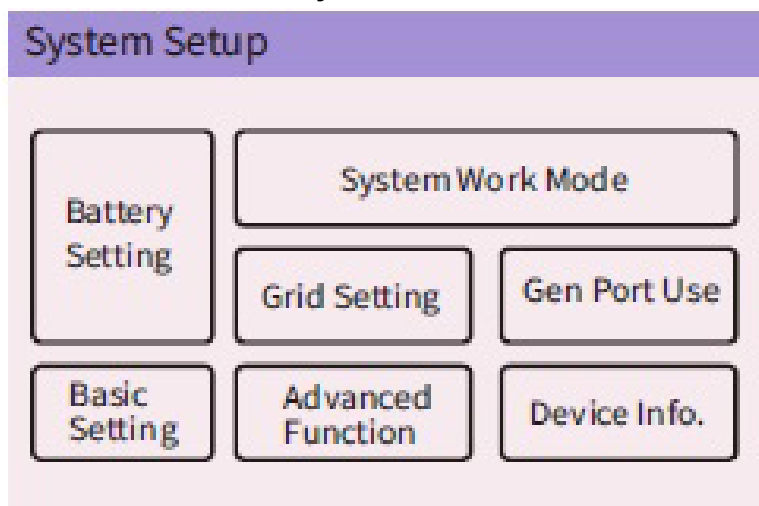 System Setup
Battery
Setting
System Work Mode
Grid Setting
Gen Port Use
Basic
Setting
Advanced
Function
Device Info.